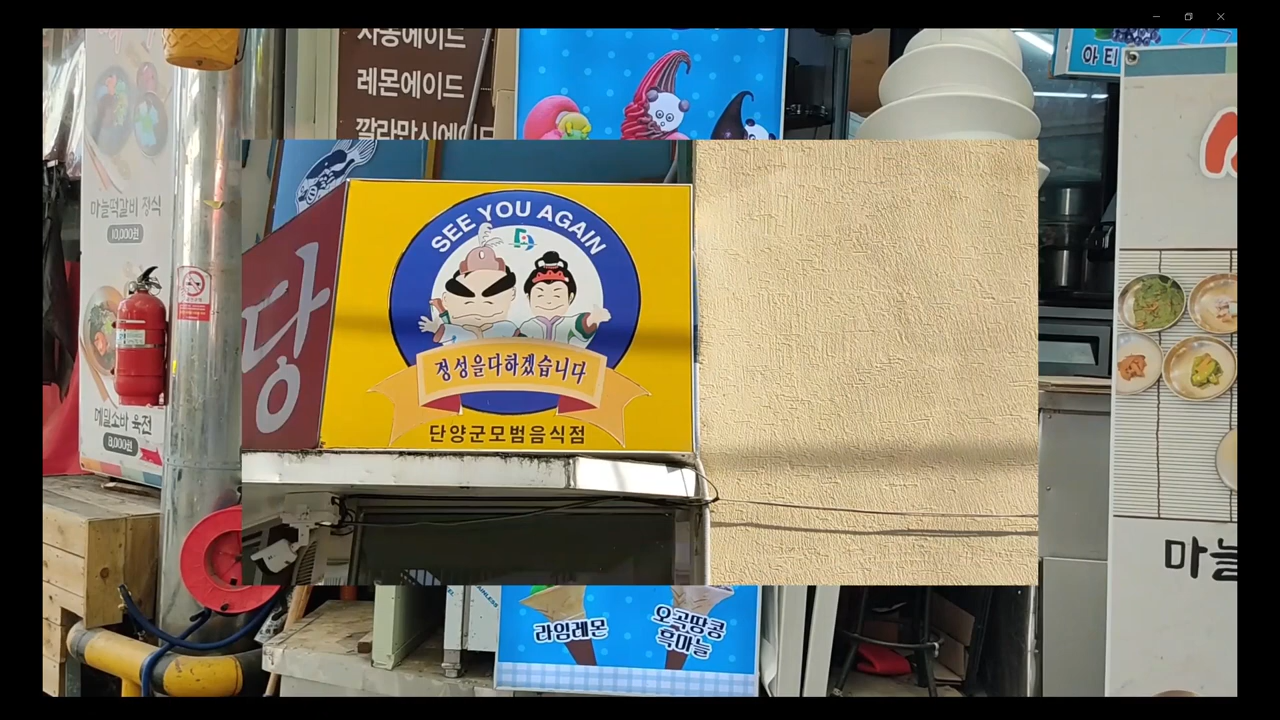 자몽에이드
레몬에이드
깔라만시에이드
아티
마늘떡갈비 정식
10,000원
SEE YOU AGAIN
당
정성을다하겠습니다
단양군모범음식점
메밀소바 육전
8,000원
라임레몬
오곡땅콩
흑마늘
마늘